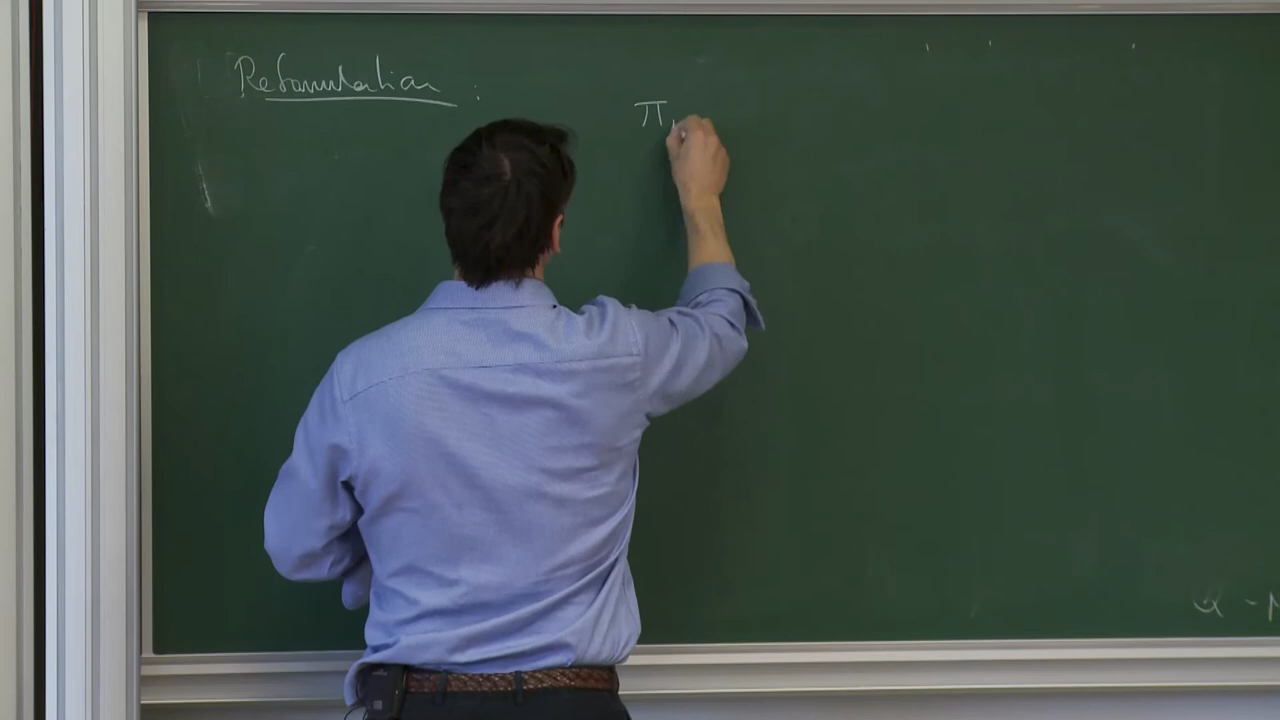 Reformulation :
π
α -